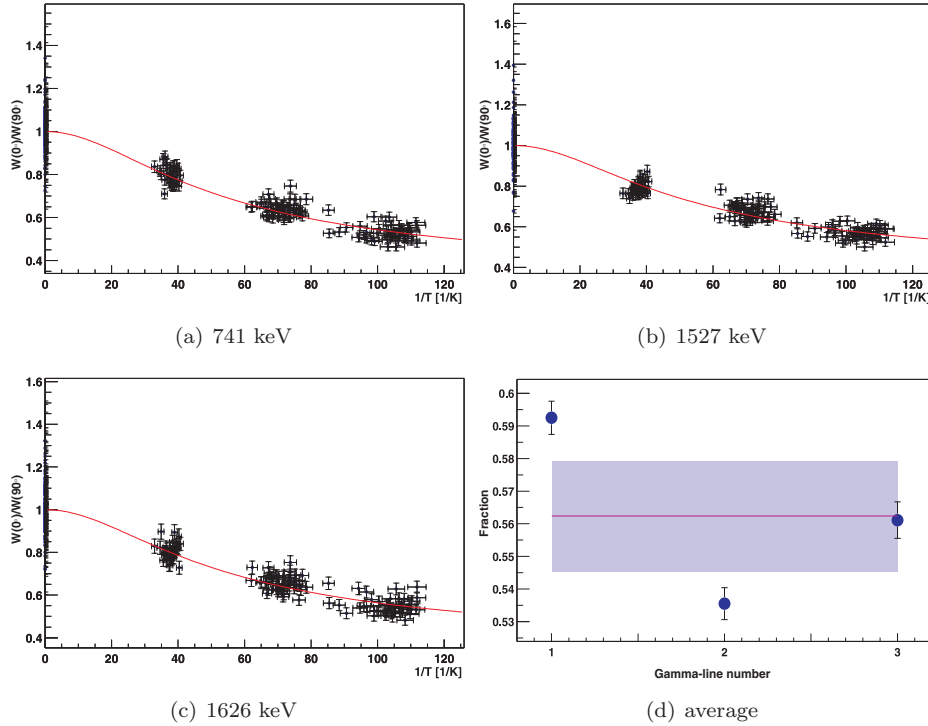 W(0◦)/W(90◦)
1.6
1.4
1.2
1
0.8
0.6
0.4
0 20 40 60 80 100 120
1/T [1/K]
(a) 741 keV
W(0◦)/W(90◦)
1.6
1.4
1.2
1
0.8
0.6
0.4
0 20 40 60 80 100 120
1/T [1/K]
(b) 1527 keV
W(0◦)/W(90◦)
1.6
1.4
1.2
1
0.8
0.6
0.4
0 20 40 60 80 100 120
1/T [1/K]
(c) 1626 keV
Fraction
0.6
0.59
0.58
0.57
0.56
0.55
0.54
0.53
1 2 3
Gamma-line number
(d) average